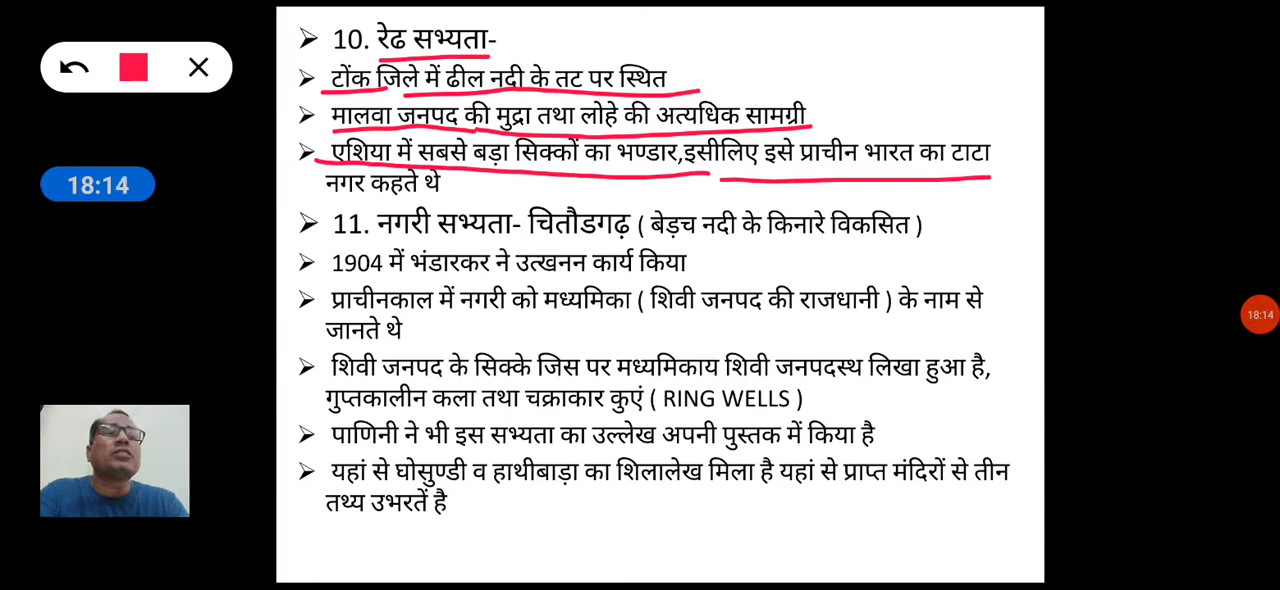 10. रेढ सभ्यता-
टोंक जिले में ढील नदी के तट पर स्थित
मालवा जनपद की मुद्रा तथा लोहे की अत्यधिक सामग्री
एशिया में सबसे बड़ा सिक्कों का भण्डार,इसीलिए इसे प्राचीन भारत का टाटा
नगर कहते थे
11. नगरी सभ्यता- चितौडगढ़ ( बेड़च नदी के किनारे विकसित )
1904 में भंडारकर ने उत्खनन कार्य किया
प्राचीनकाल में नगरी को मध्यमिका ( शिवी जनपद की राजधानी ) के नाम से
जानते थे
शिवी जनपद के सिक्के जिस पर मध्यमिकाय शिवी जनपदस्थ लिखा हुआ है,
गुप्तकालीन कला तथा चक्राकार कुएं ( RING WELLS )
पाणिनी ने भी इस सभ्यता का उल्लेख अपनी पुस्तक में किया है
यहां से घोसुण्डी व हाथीबाड़ा का शिलालेख मिला है यहां से प्राप्त मंदिरों से तीन
तथ्य उभरतें है
18:14
18:14